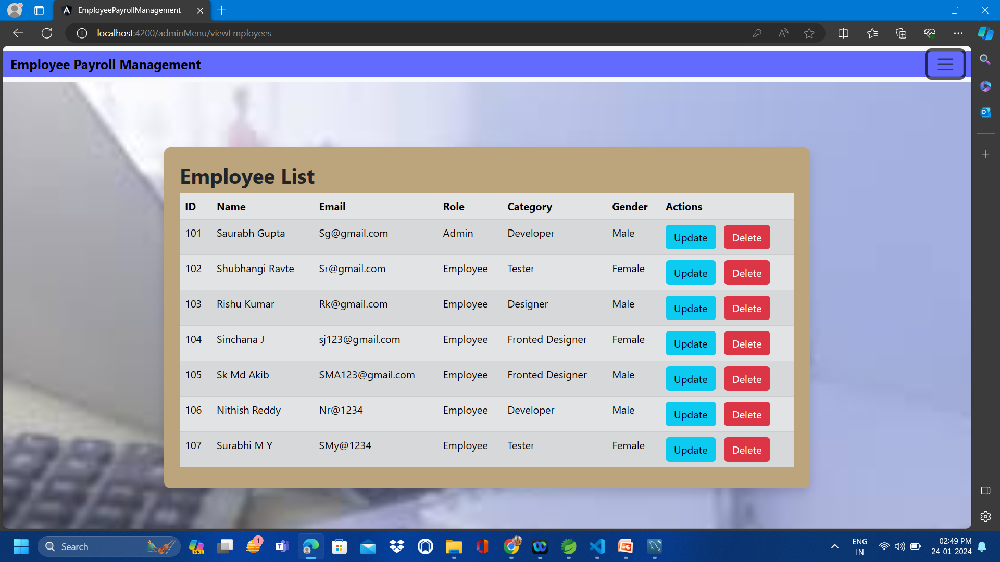 EmployeePayrollManagement
localhost:4200/adminMenu/viewEmployees
Employee Payroll Management
Employee List
ID Name Email Role Category Gender Actions
101 Saurabh Gupta Sg@gmail.com Admin Developer Male Update Delete
102 Shubhangi Ravte Sr@gmail.com Employee Tester Female Update Delete
103 Rishu Kumar Rk@gmail.com Employee Designer Male Update Delete
104 Sinchana J sj123@gmail.com Employee Fronted Designer Female Update Delete
105 Sk Md Akib SMA123@gmail.com Employee Fronted Designer Male Update Delete
106 Nithish Reddy Nr@1234 Employee Developer Male Update Delete
107 Surabhi M Y SMy@1234 Employee Tester Female Update Delete
Search
PRE
1
ENG
IN
02:49 PM
24-01-2024